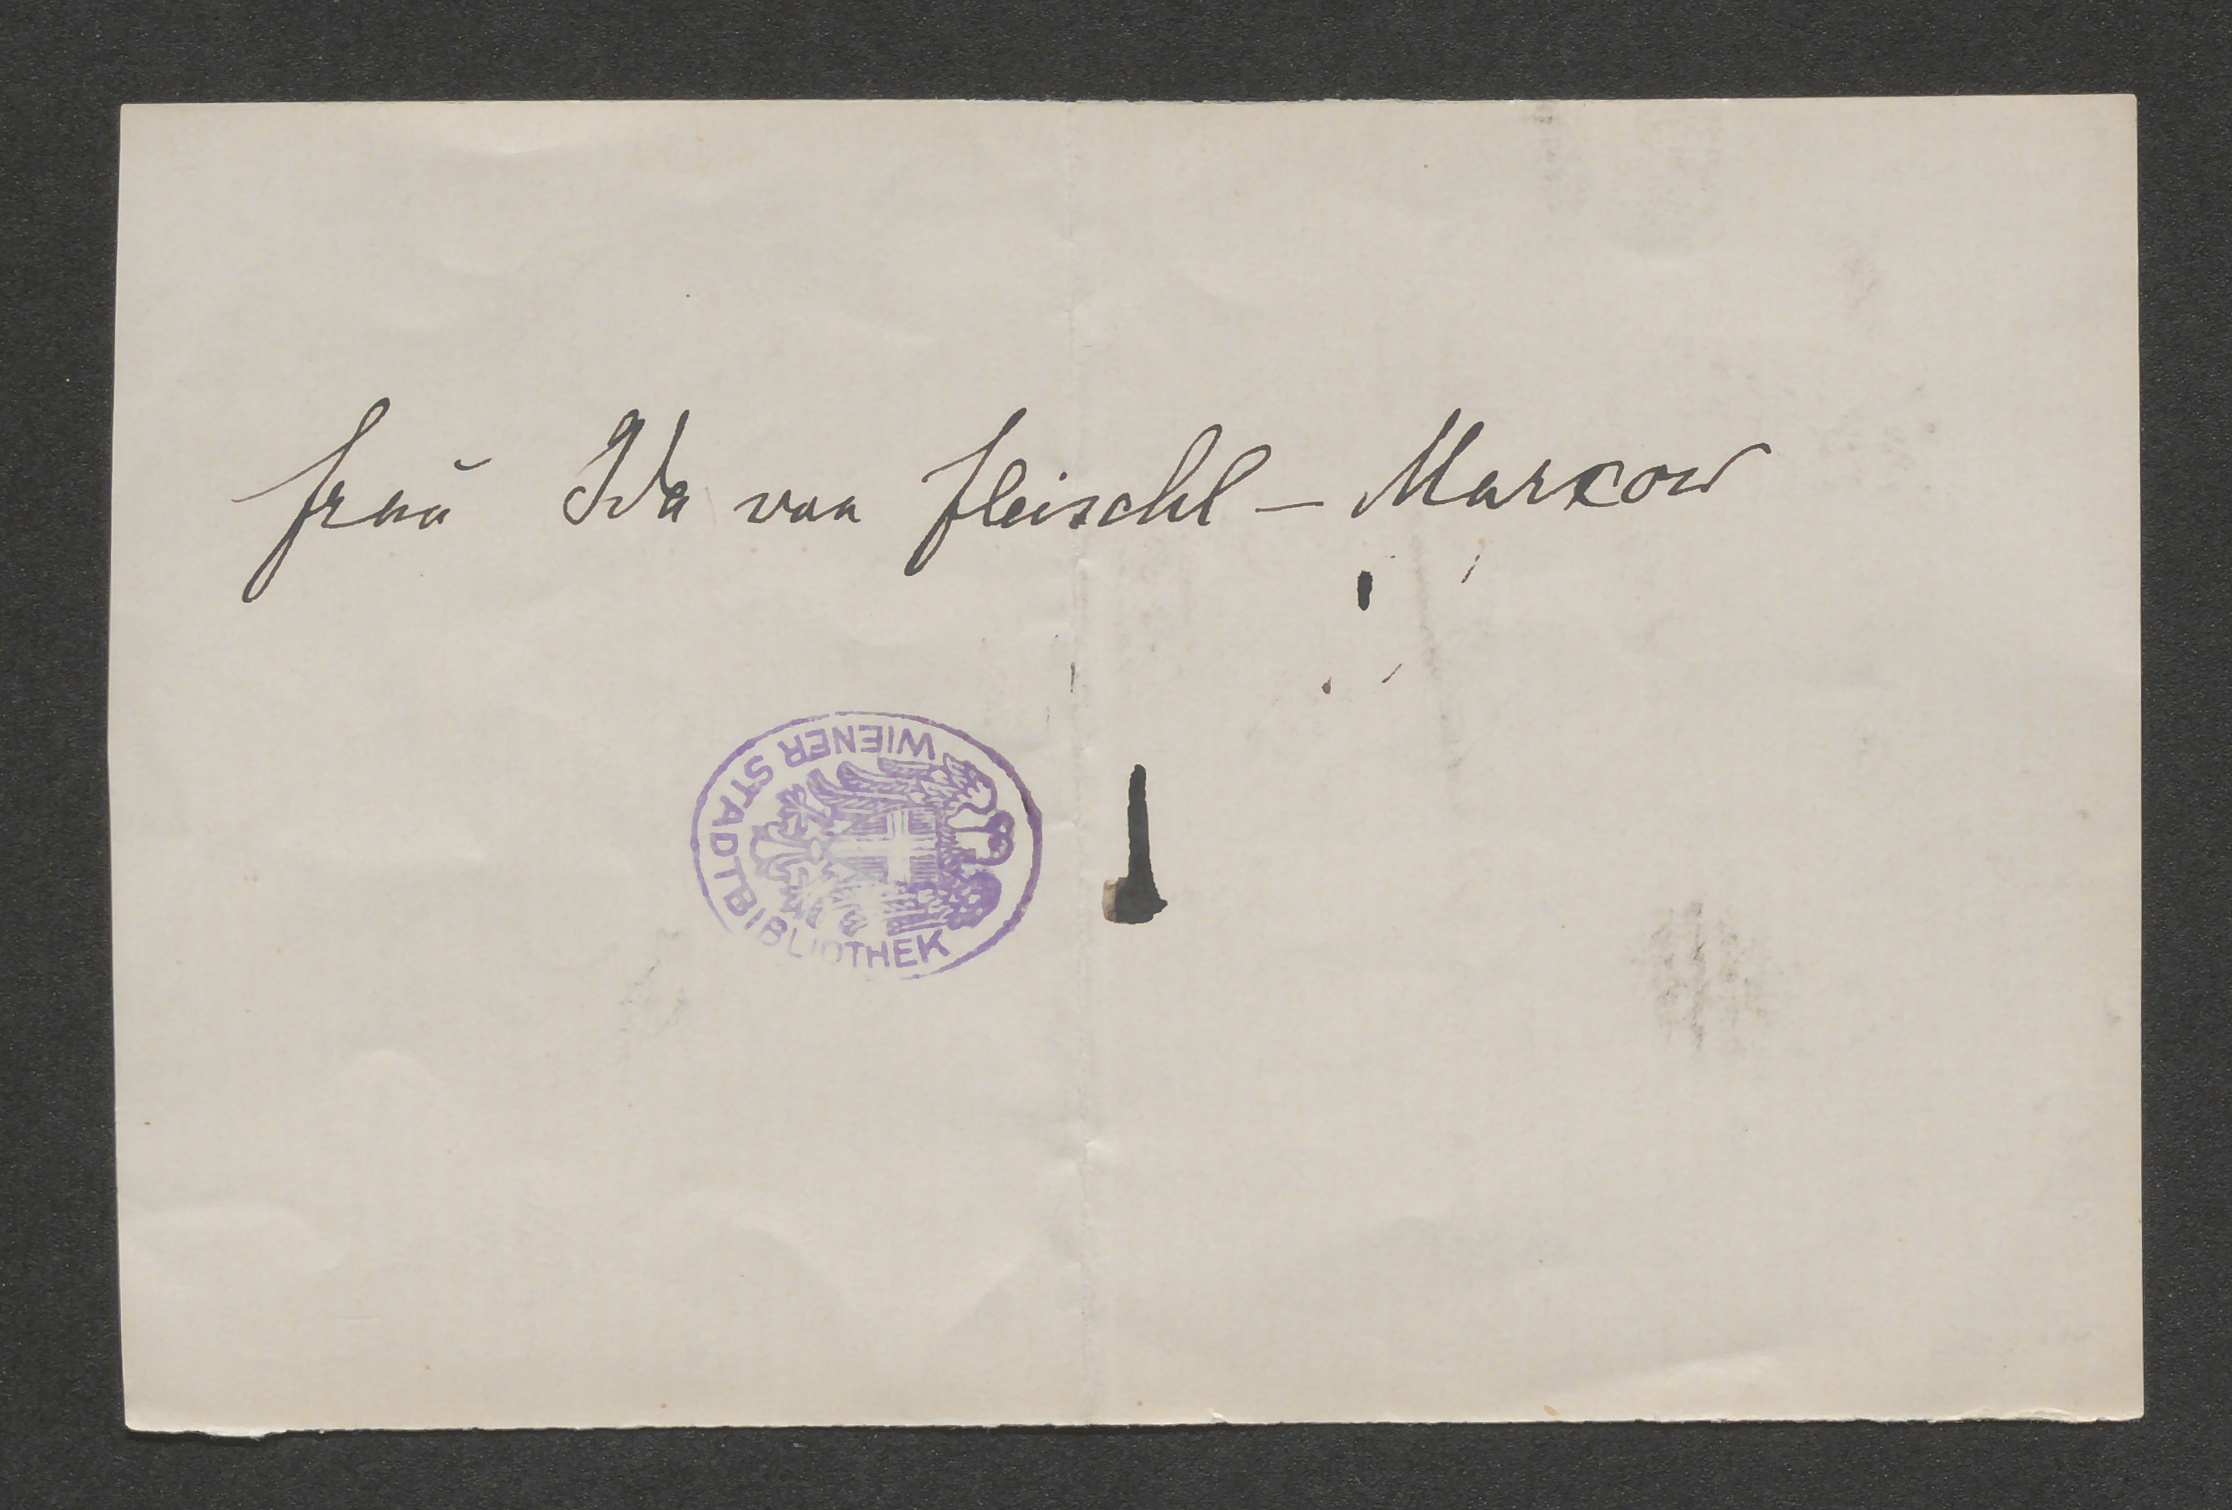 Frau Ida von Fleischl – Marxow
WIENER STADTBIBLIOTHEK